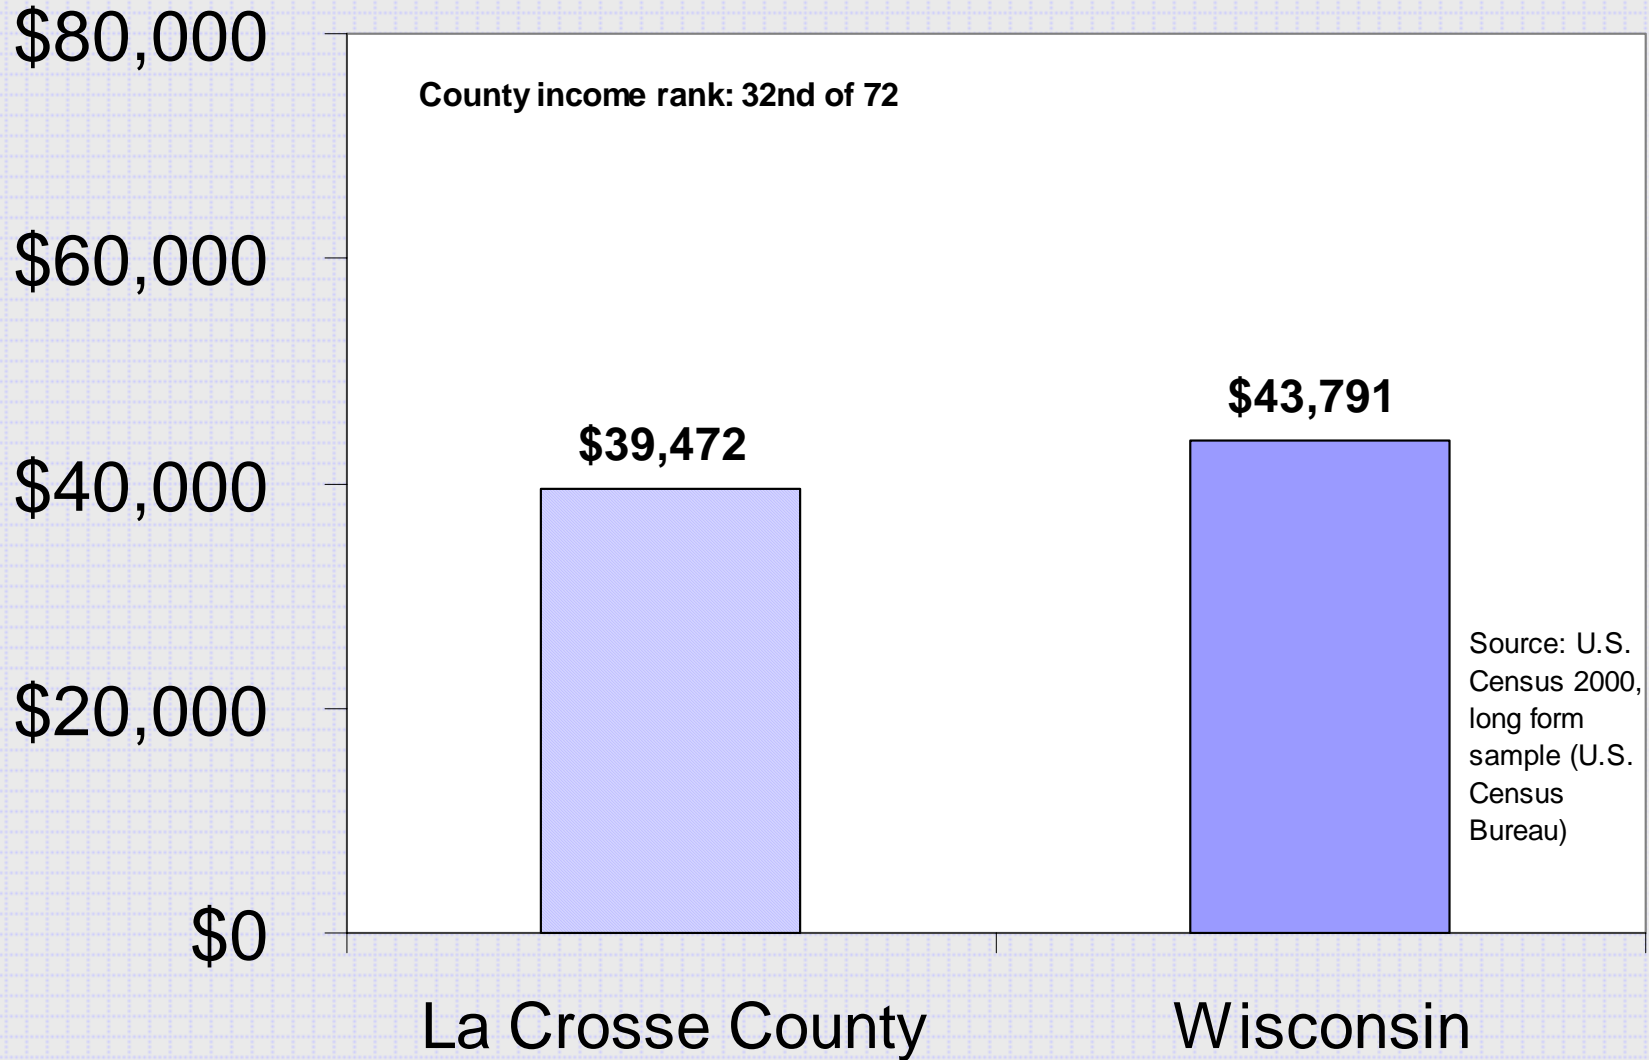 $80,000
County income rank: 32nd of 72
$60,000
$43,791
$39,472
$40,000
Source: U.S.
Census 2000,
long form
sample (U.S.
Census
Bureau)
$20,000
$0
La Crosse County
Wisconsin